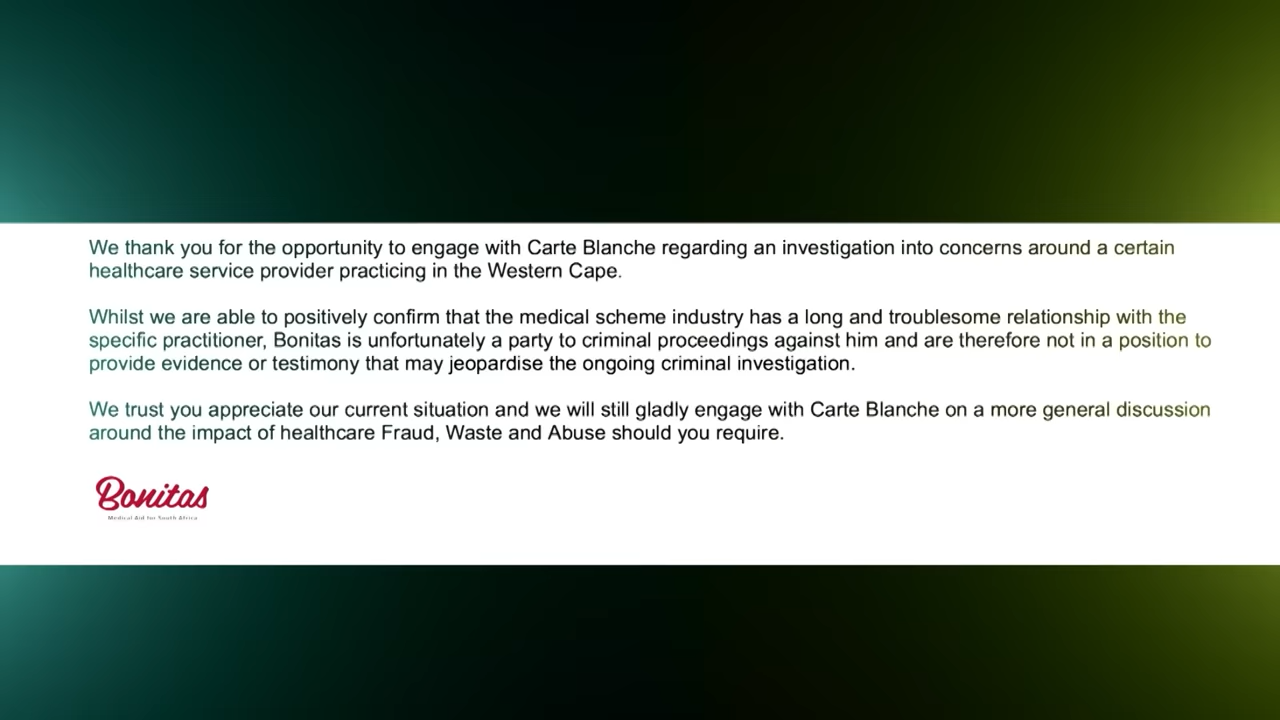 We thank you for the opportunity to engage with Carte Blanche regarding an investigation into concerns around a certain
healthcare service provider practicing in the Western Cape.
Whilst we are able to positively confirm that the medical scheme industry has a long and troublesome relationship with the
specific practitioner, Bonitas is unfortunately a party to criminal proceedings against him and are therefore not in a position to
provide evidence or testimony that may jeopardise the ongoing criminal investigation.
We trust you appreciate our current situation and we will still gladly engage with Carte Blanche on a more general discussion
around the impact of healthcare Fraud, Waste and Abuse should you require.
Bonitas
Medical Aid for South Africa